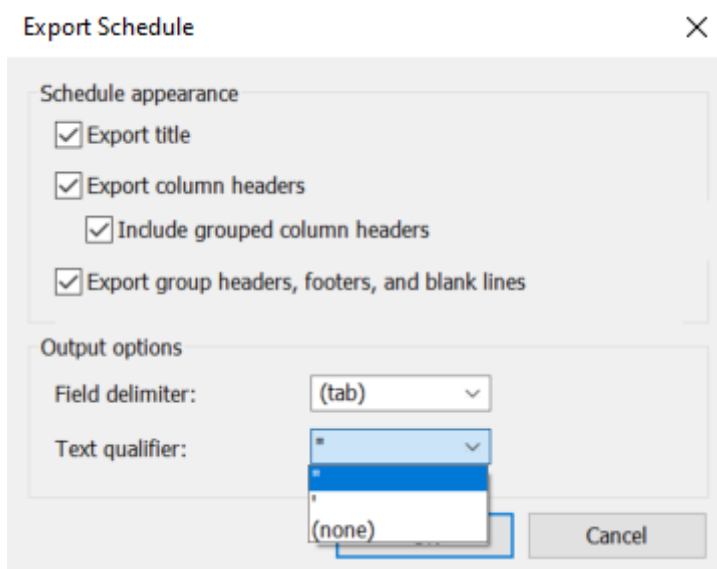 Export Schedule
Schedule appearance
Export title
Export column headers
Include grouped column headers
Export group headers, footers, and blank lines
Output options
Field delimiter: (tab)
Text qualifier: "
"
'
(none)
Cancel